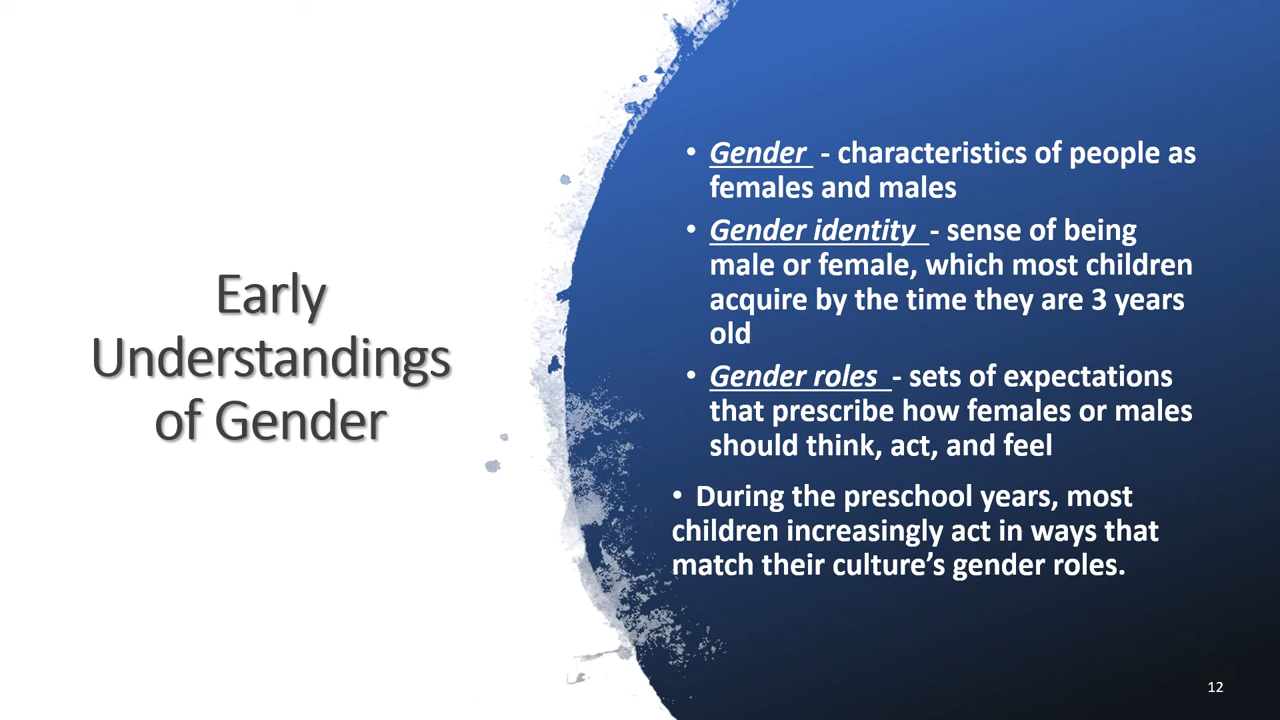 Early
Understandings
of Gender
• Gender - characteristics of people as
females and males
• Gender identity - sense of being
male or female, which most children
acquire by the time they are 3 years
old
• Gender roles - sets of expectations
that prescribe how females or males
should think, act, and feel
• During the preschool years, most
children increasingly act in ways that
match their culture’s gender roles.
12